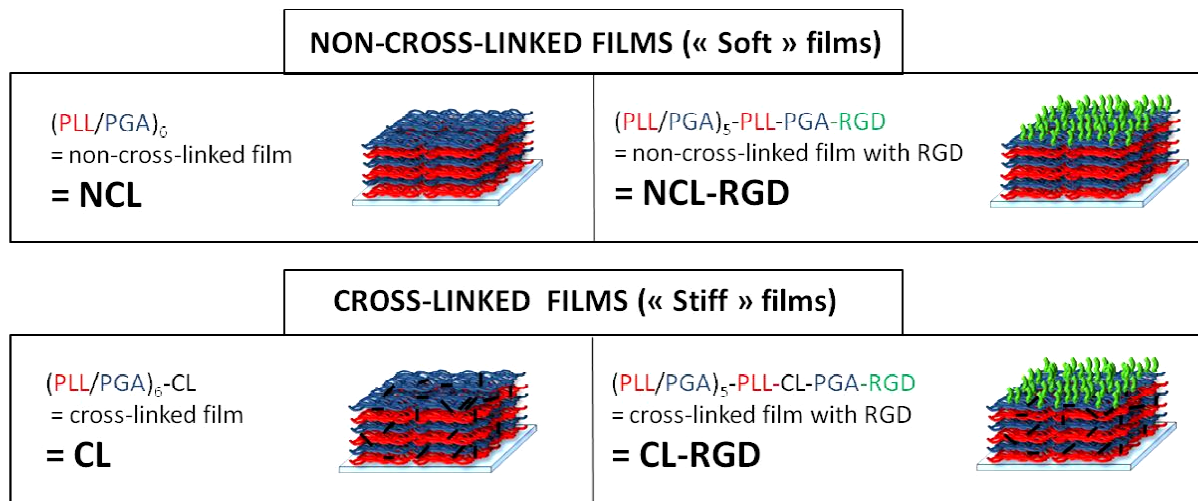 NON-CROSS-LINKED FILMS (« Soft » films)
(PLL/PGA)₆
= non-cross-linked film
= NCL
(PLL/PGA)₅-PLL-PGA-RGD
= non-cross-linked film with RGD
= NCL-RGD
CROSS-LINKED FILMS (« Stiff » films)
(PLL/PGA)₆-CL
= cross-linked film
= CL
(PLL/PGA)₅-PLL-CL-PGA-RGD
= cross-linked film with RGD
= CL-RGD